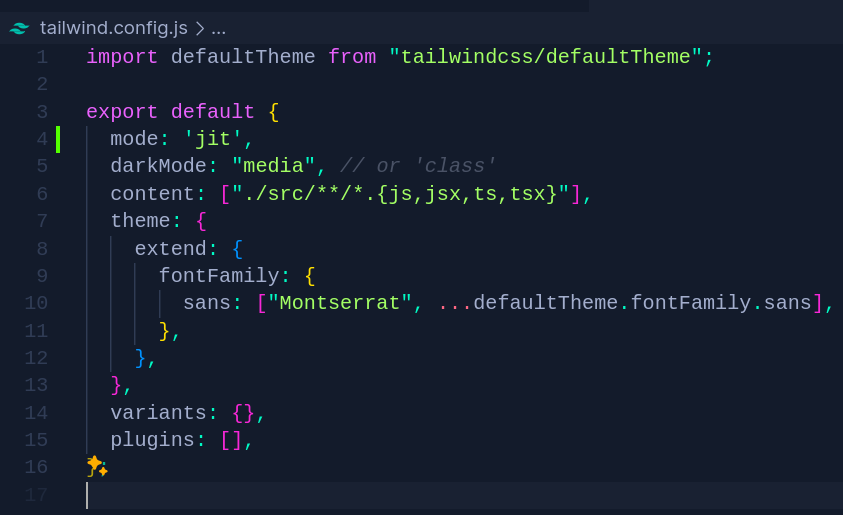 tailwind.config.js > ...
1 import defaultTheme from "tailwindcss/defaultTheme";
2
3 export default {
4   mode: 'jit',
5   darkMode: "media", // or 'class'
6   content: ["./src/**/*.{js,jsx,ts,tsx}"],
7   theme: {
8     extend: {
9       fontFamily: {
10         sans: ["Montserrat", ...defaultTheme.fontFamily.sans],
11       },
12     },
13   },
14   variants: {},
15   plugins: [],
16 };
17